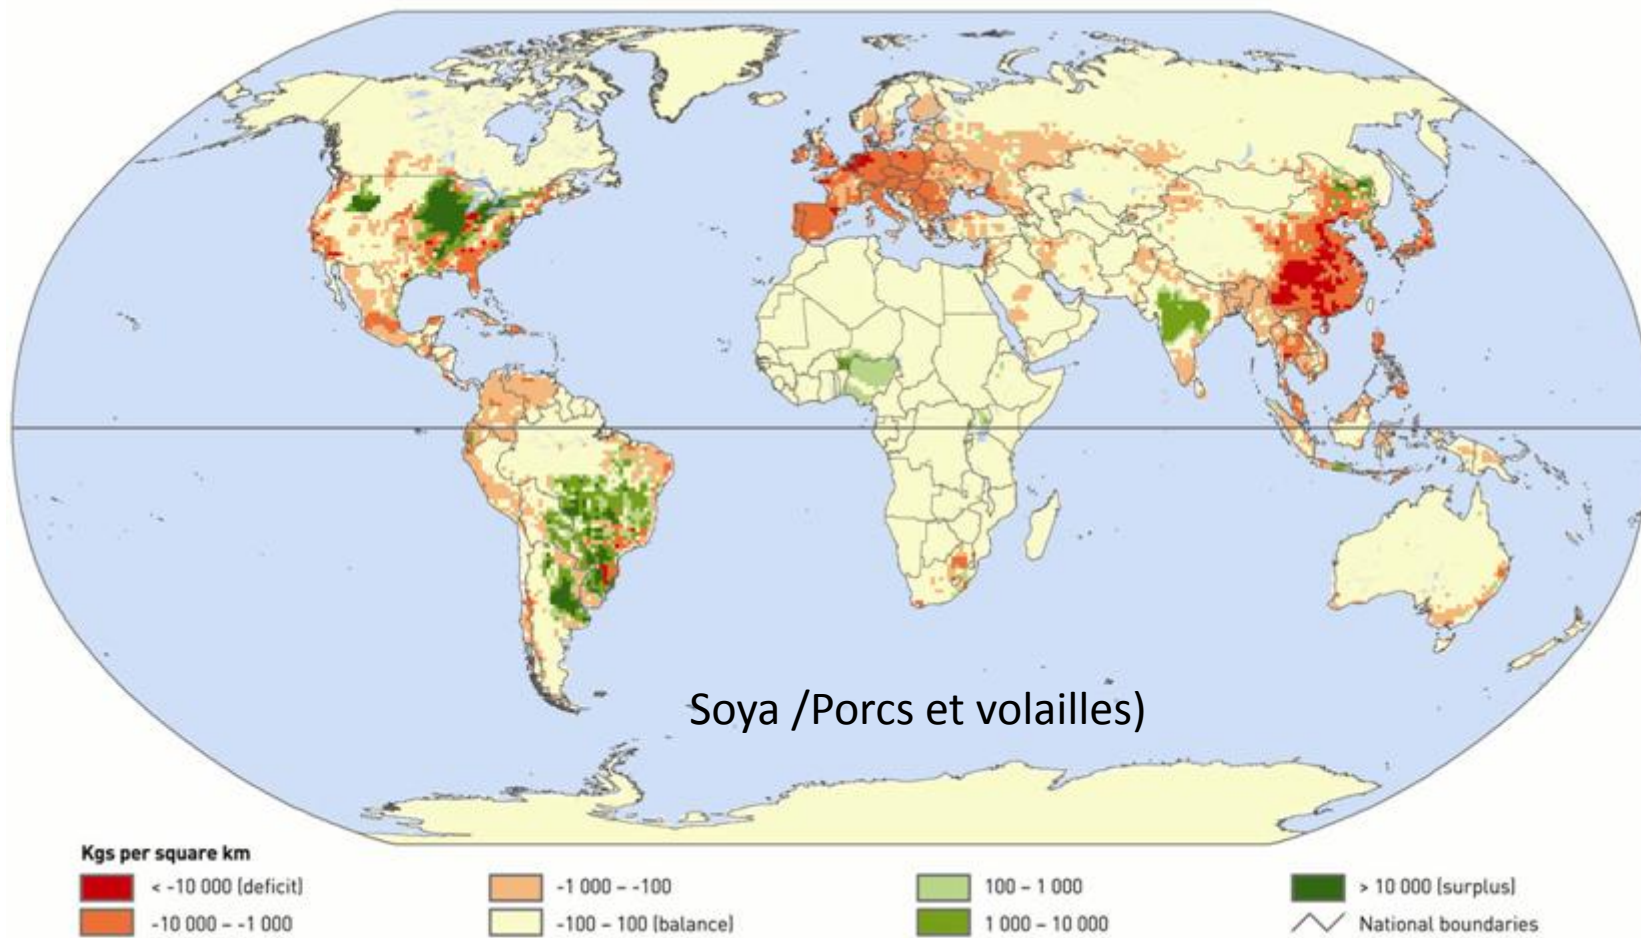 Soya /Porcs et volailles)
Kgs per square km
< -10 000 (deficit)
-1 000 – -100
100 – 1 000
> 10 000 (surplus)
-10 000 – -1 000
-100 – 100 (balance)
1 000 – 10 000
National boundaries